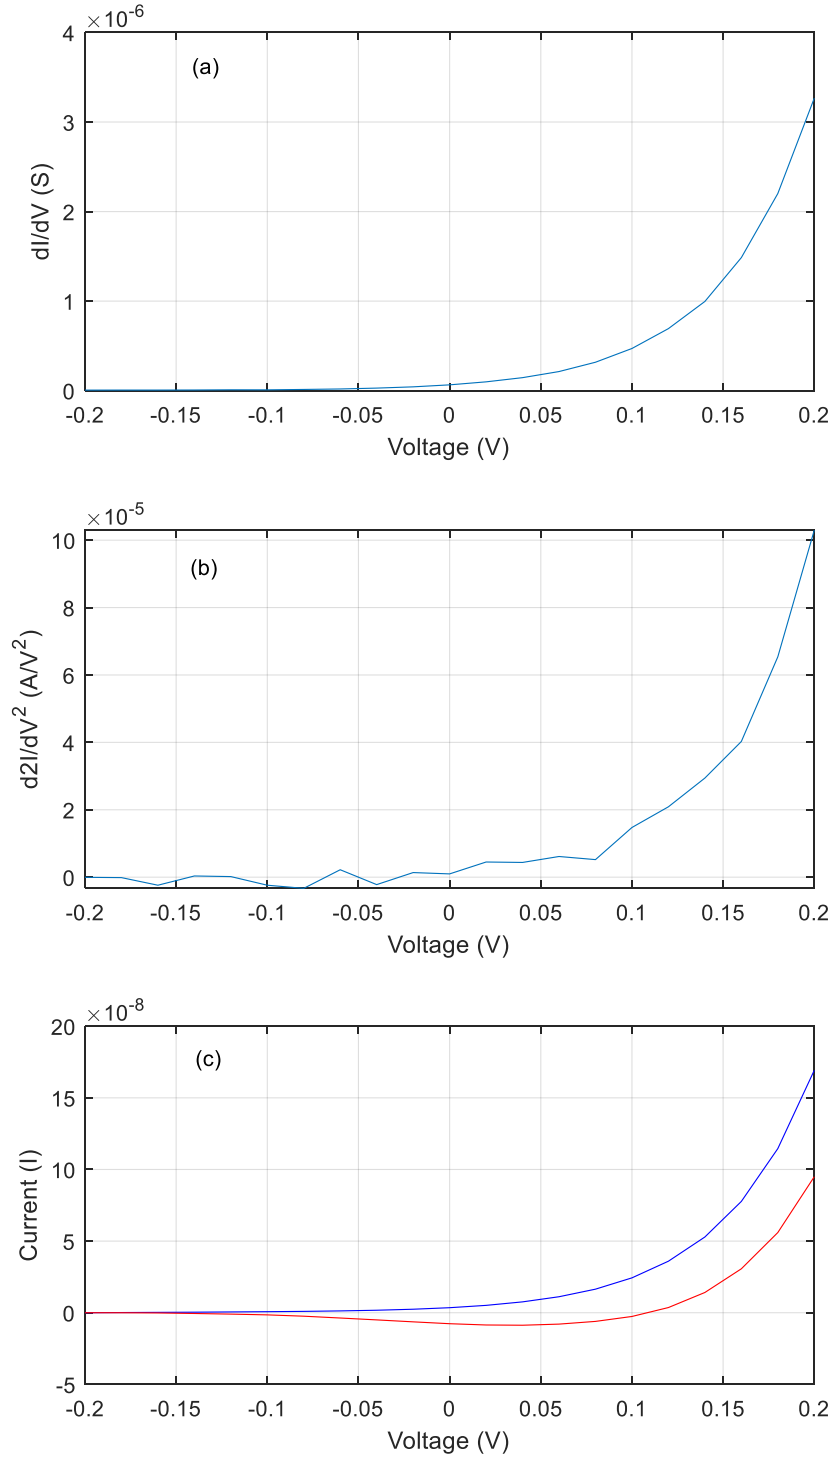 ×10-6
(a)
4
3
2
1
0
dI/dV (S)
-0.2 -0.15 -0.1 -0.05 0 0.05 0.1 0.15 0.2
Voltage (V)
×10-5
(b)
10
8
6
4
2
0
d2I/dV2 (A/V2)
-0.2 -0.15 -0.1 -0.05 0 0.05 0.1 0.15 0.2
Voltage (V)
×10-8
(c)
20
15
10
5
0
-5
Current (I)
-0.2 -0.15 -0.1 -0.05 0 0.05 0.1 0.15 0.2
Voltage (V)